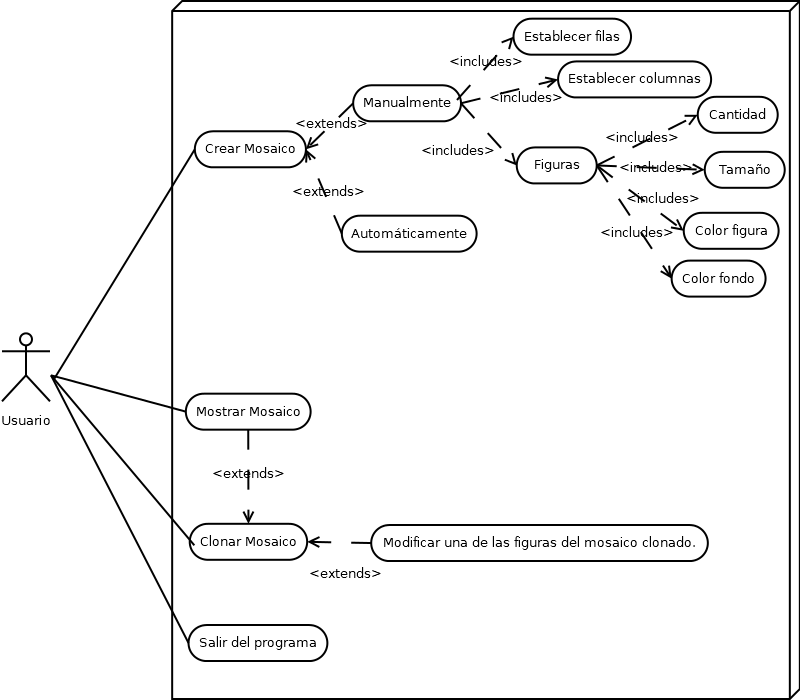 Establecer filas
<includes>
Establecer columnas
<includes>
Manualmente
Cantidad
<extends>
<includes>
Crear Mosaico
<includes>
Figuras
<includes>
Tamaño
<extends>
<includes>
Automáticamente
<includes>
Color figura
Color fondo
Usuario
Mostrar Mosaico
<extends>
Clonar Mosaico
Modificar una de las figuras del mosaico clonado.
<extends>
Salir del programa